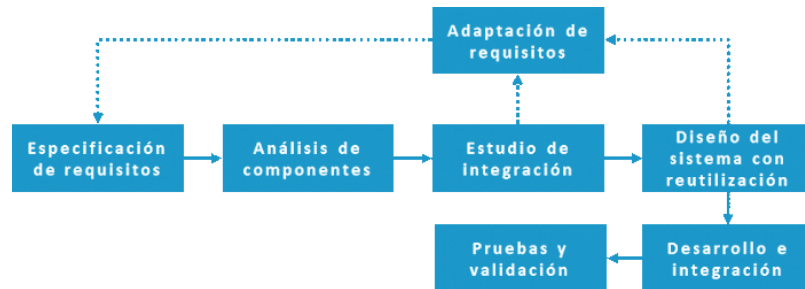 Adaptación de
requisitos
Especificación
de requisitos
Análisis de
componentes
Estudio de
integración
Diseño del
sistema con
reutilización
Pruebas y
validación
Desarrollo e
integración